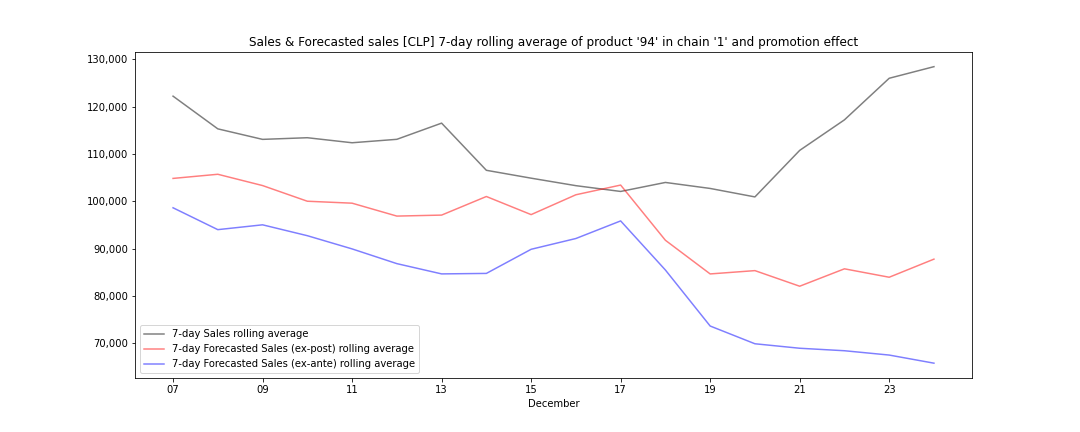 Sales & Forecasted sales [CLP] 7-day rolling average of product '94' in chain '1' and promotion effect
130,000
120,000
110,000
100,000
90,000
80,000
70,000
7-day Sales rolling average
7-day Forecasted Sales (ex-post) rolling average
7-day Forecasted Sales (ex-ante) rolling average
07 09 11 13 15 17 19 21 23
December